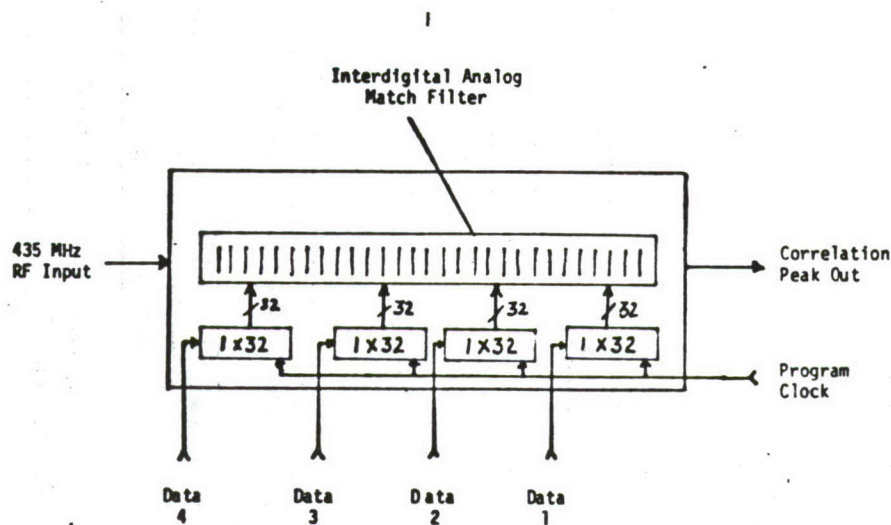 Interdigital Analog
Match Filter
435 MHz
RF Input
Correlation
Peak Out
32
32
32
32
1X32
1X32
1X32
1X32
Program
Clock
Data
4
Data
3
Data
2
Data
1